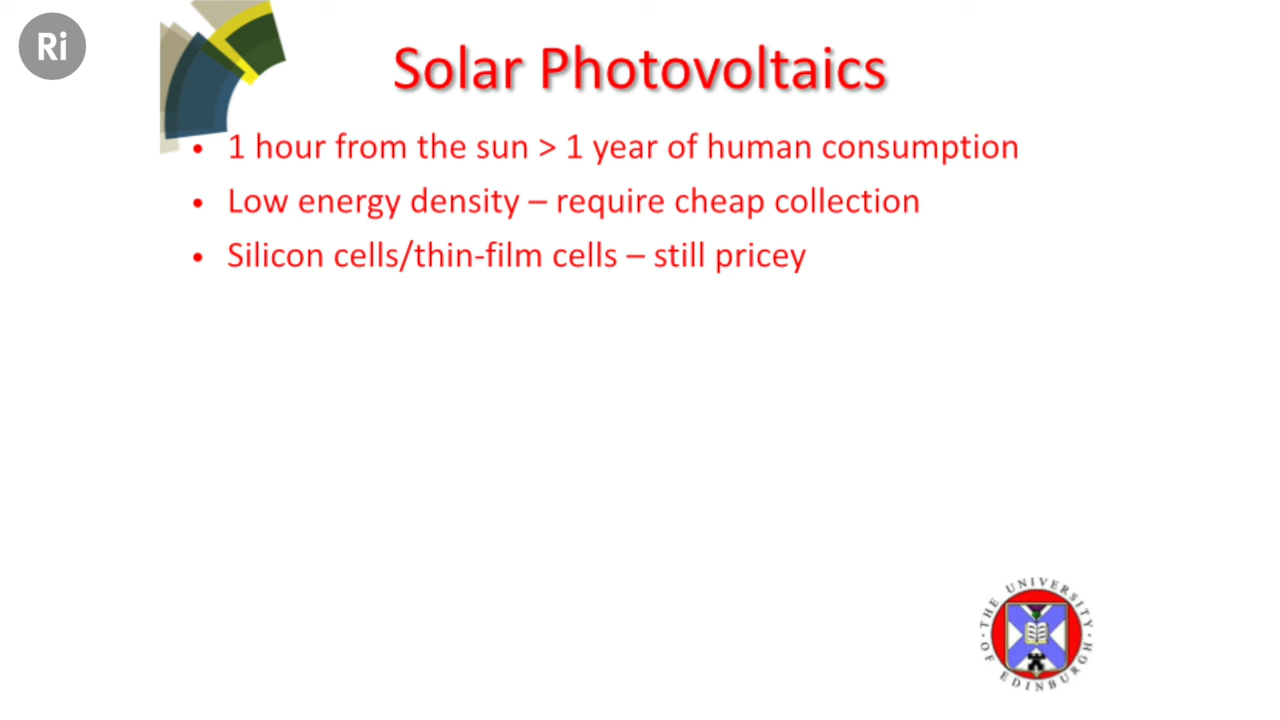 Ri
Solar Photovoltaics
• 1 hour from the sun > 1 year of human consumption
• Low energy density – require cheap collection
• Silicon cells/thin-film cells – still pricey
THE UNIVERSITY OF EDINBURGH